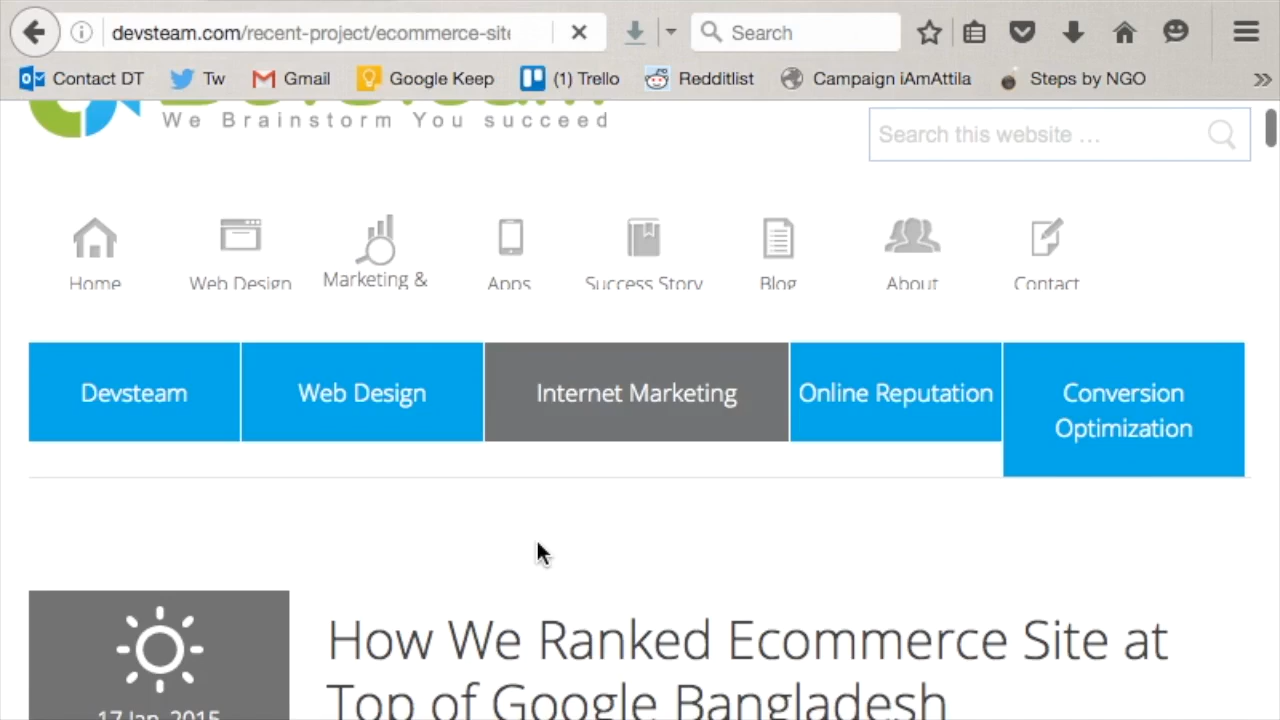 devsteam.com/recent-project/ecommerce-site
Search
Contact DT
Tw
Gmail
Google Keep
(1) Trello
Redditlist
Campaign iAmAttila
Steps by NGO
Devsteam
We Brainstorm You succeed
Search this website ...
Home
Web Design
Marketing &
Apps
Success Story
Blog
About
Contact
Devsteam
Web Design
Internet Marketing
Online Reputation
Conversion
Optimization
17 Jan, 2015
How We Ranked Ecommerce Site at
Top of Google Bangladesh